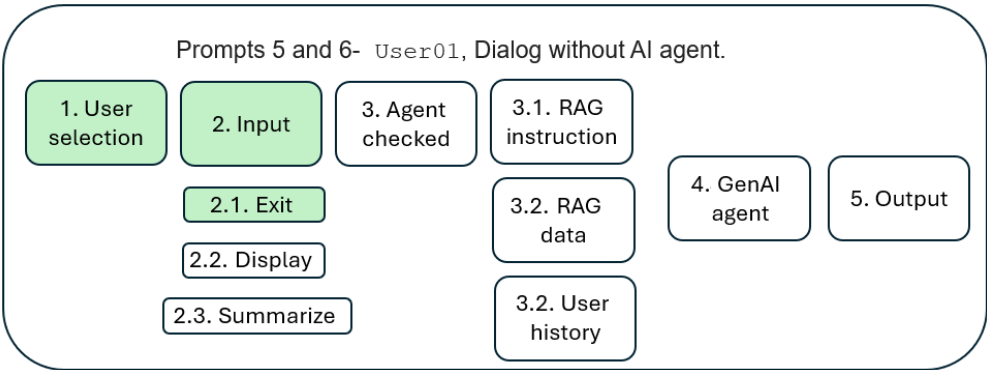 Prompts 5 and 6- User01, Dialog without AI agent.
1. User
selection
2. Input
3. Agent
checked
3.1. RAG
instruction
2.1. Exit
2.2. Display
2.3. Summarize
3.2. RAG
data
3.2. User
history
4. GenAI
agent
5. Output